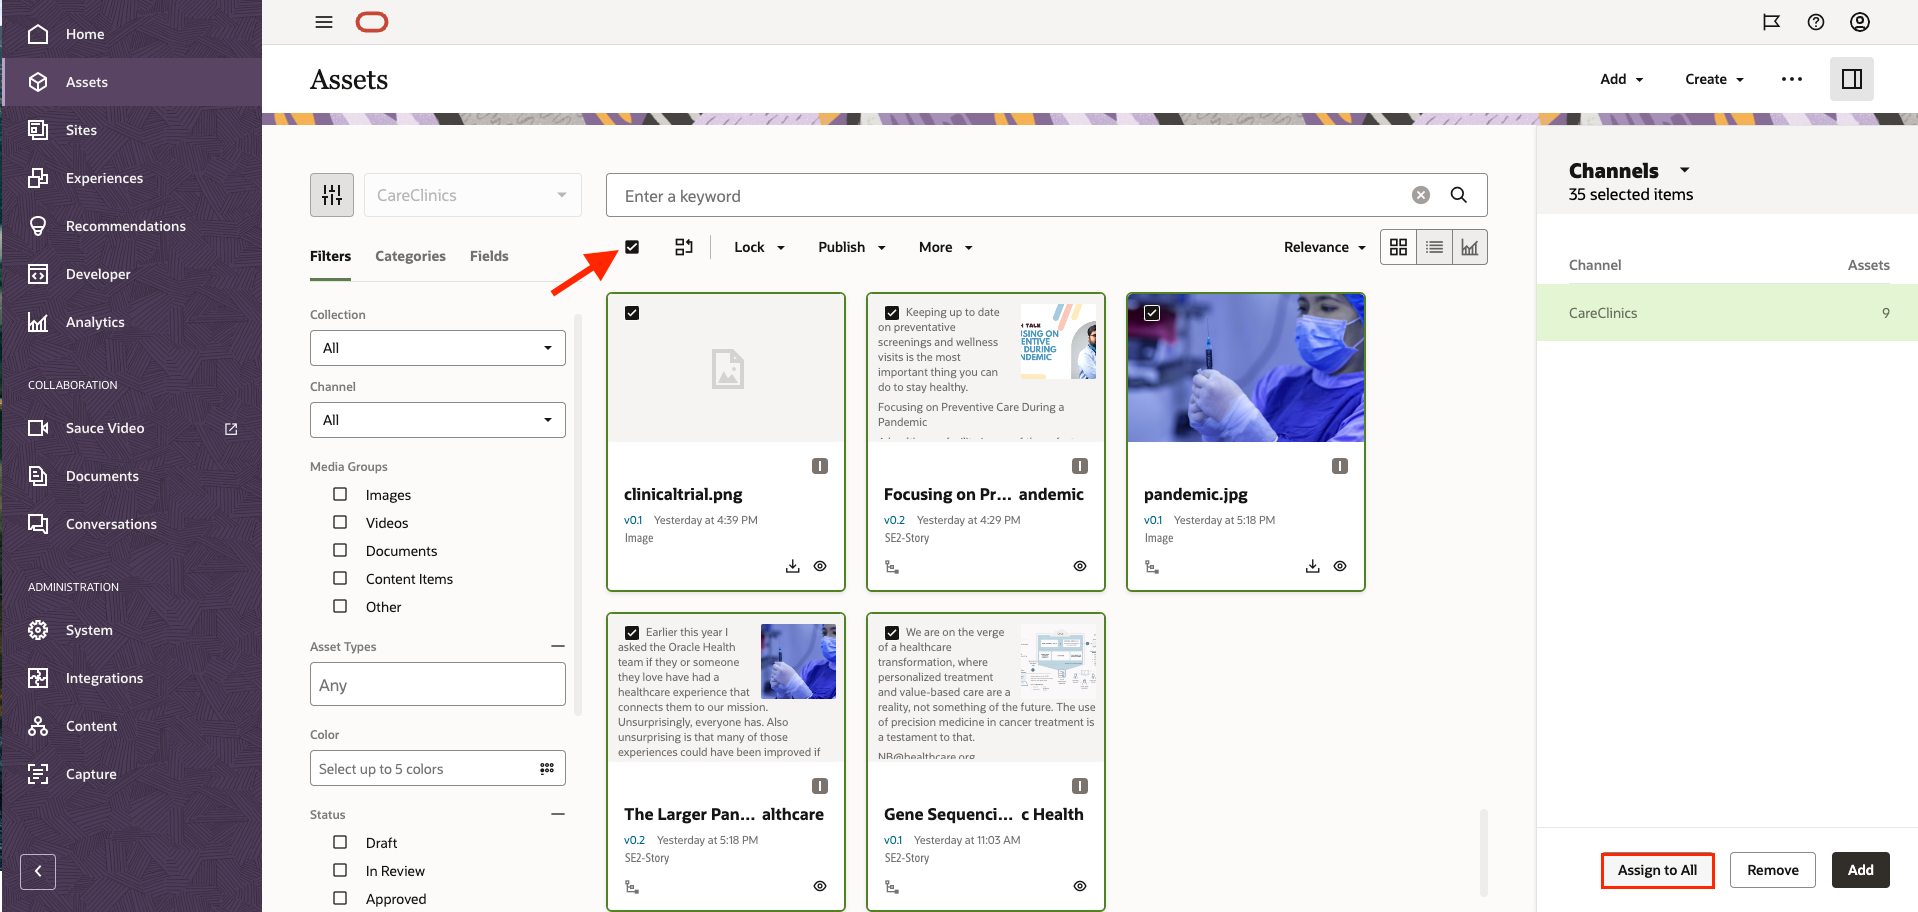 Home
Assets
Sites
Experiences
Recommendations
Developer
Analytics
COLLABORATION
Sauce Video
Documents
Conversations
ADMINISTRATION
System
Integrations
Content
Capture
Assets
Add
Create
CareClinics
Enter a keyword
Filters
Categories
Fields
Lock
Publish
More
Relevance
Collection
All
Channel
All
Media Groups
Images
Videos
Documents
Content Items
Other
Asset Types
Any
Color
Select up to 5 colors
Status
Draft
In Review
Approved
clinicaltrial.png
v0.1 Yesterday at 4:39 PM
Image
Keeping up to date
on preventative
screenings and wellness
visits is the most
important thing you can
do to stay healthy.
Focusing on Preventive Care During a
Pandemic
H TALK
USING ON
ENTIVE
DURING
NDEMIC
Focusing on Pr... andemic
v0.2 Yesterday at 4:29 PM
SE2-Story
pandemic.jpg
v0.1 Yesterday at 5:18 PM
Image
Earlier this year I
asked the Oracle Health
team if they or someone
they love have had a
healthcare experience that
connects them to our mission.
Unsurprisingly, everyone has. Also
unsurprising is that many of those
experiences could have been improved if
The Larger Pan... althcare
v0.2 Yesterday at 5:18 PM
SE2-Story
We are on the verge
of a healthcare
transformation, where
personalized treatment
and value-based care are a
reality, not something of the future. The use
of precision medicine in cancer treatment is
a testament to that.
NB@healthcare.org
Gene Sequenci... c Health
v0.1 Yesterday at 11:03 AM
SE2-Story
Channels
35 selected items
Channel Assets
CareClinics 9
Assign to All
Remove
Add